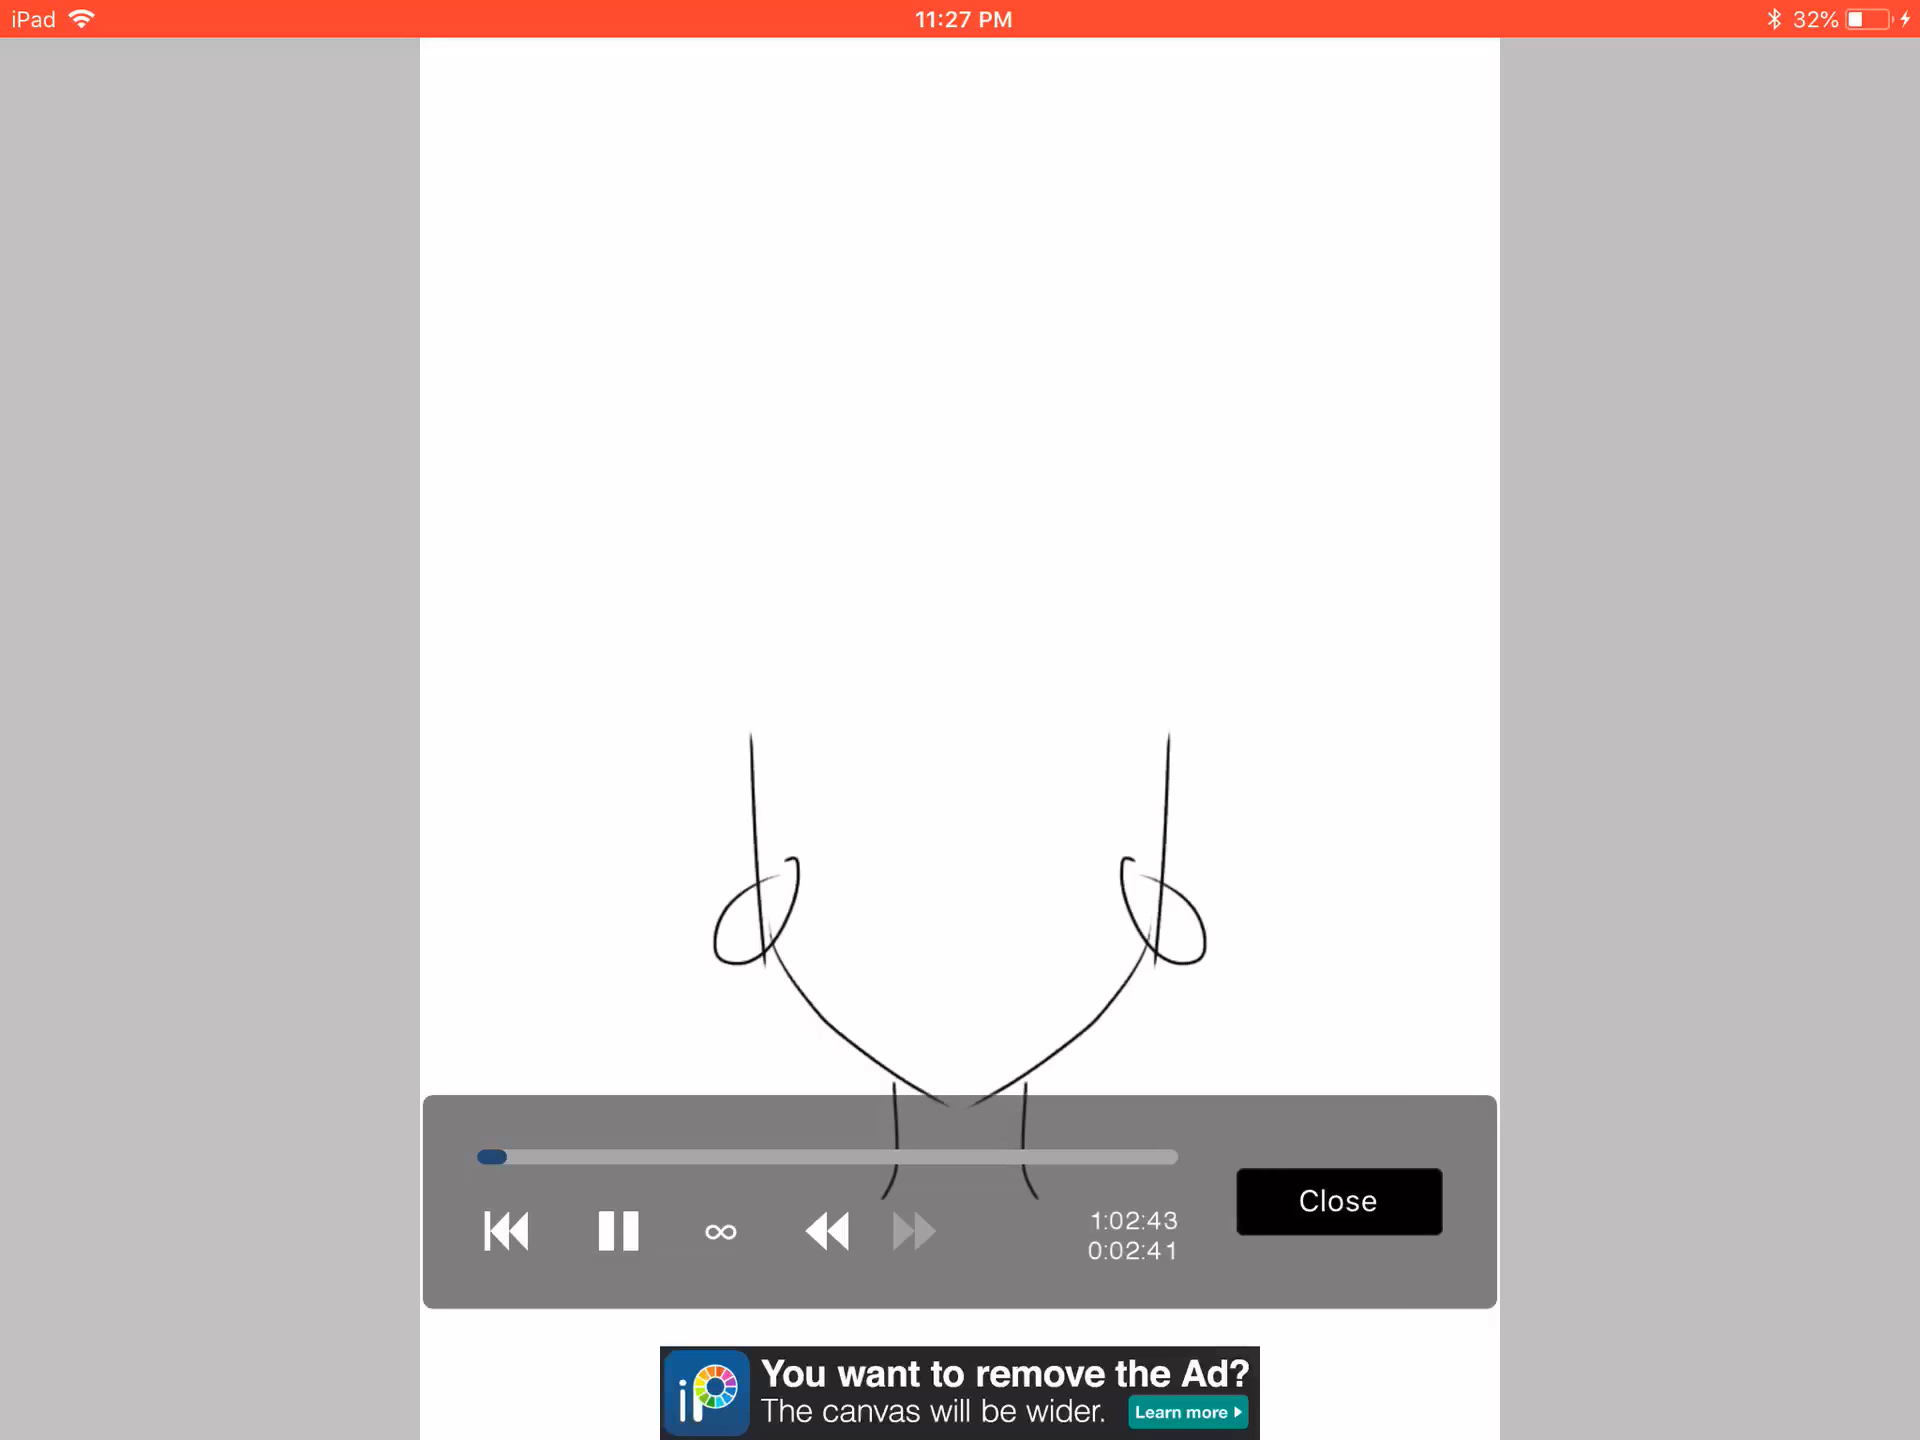 iPad 11:27 PM 32%
1:02:43
0:02:41
Close
iP
You want to remove the Ad?
The canvas will be wider. Learn more